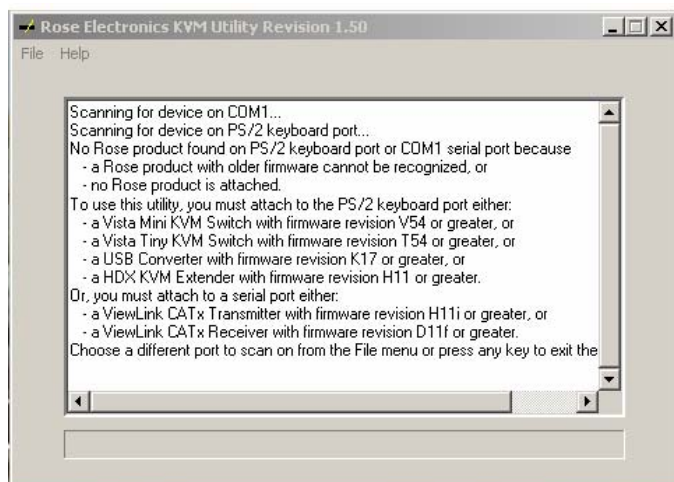 Rose Electronics KVM Utility Revision 1.50
File Help
Scanning for device on COM1...
Scanning for device on PS/2 keyboard port...
No Rose product found on PS/2 keyboard port or COM1 serial port because
- a Rose product with older firmware cannot be recognized, or
- no Rose product is attached.
To use this utility, you must attach to the PS/2 keyboard port either:
- a Vista Mini KVM Switch with firmware revision V54 or greater, or
- a Vista Tiny KVM Switch with firmware revision T54 or greater, or
- a USB Converter with firmware revision K17 or greater, or
- a HDX KVM Extender with firmware revision H11 or greater.
Or, you must attach to a serial port either:
- a ViewLink CATx Transmitter with firmware revision H11i or greater, or
- a ViewLink CATx Receiver with firmware revision D11f or greater.
Choose a different port to scan on from the File menu or press any key to exit the